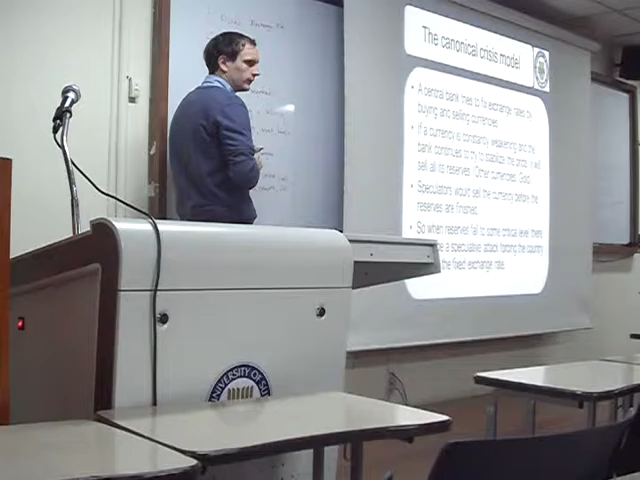 The canonical crisis model
• A central bank tries to fix exchange rates by
buying and selling currencies
• If a currency is constantly weakening and the
bank continues to try to stabilize the price, it will
sell all its reserves: Other currencies, Gold.
• Speculators would sell the currency before the
reserves are finished.
• So when reserves fall to some critical level there
be a speculative attack forcing the country
the fixed exchange rate.
UNIVERSITY OF